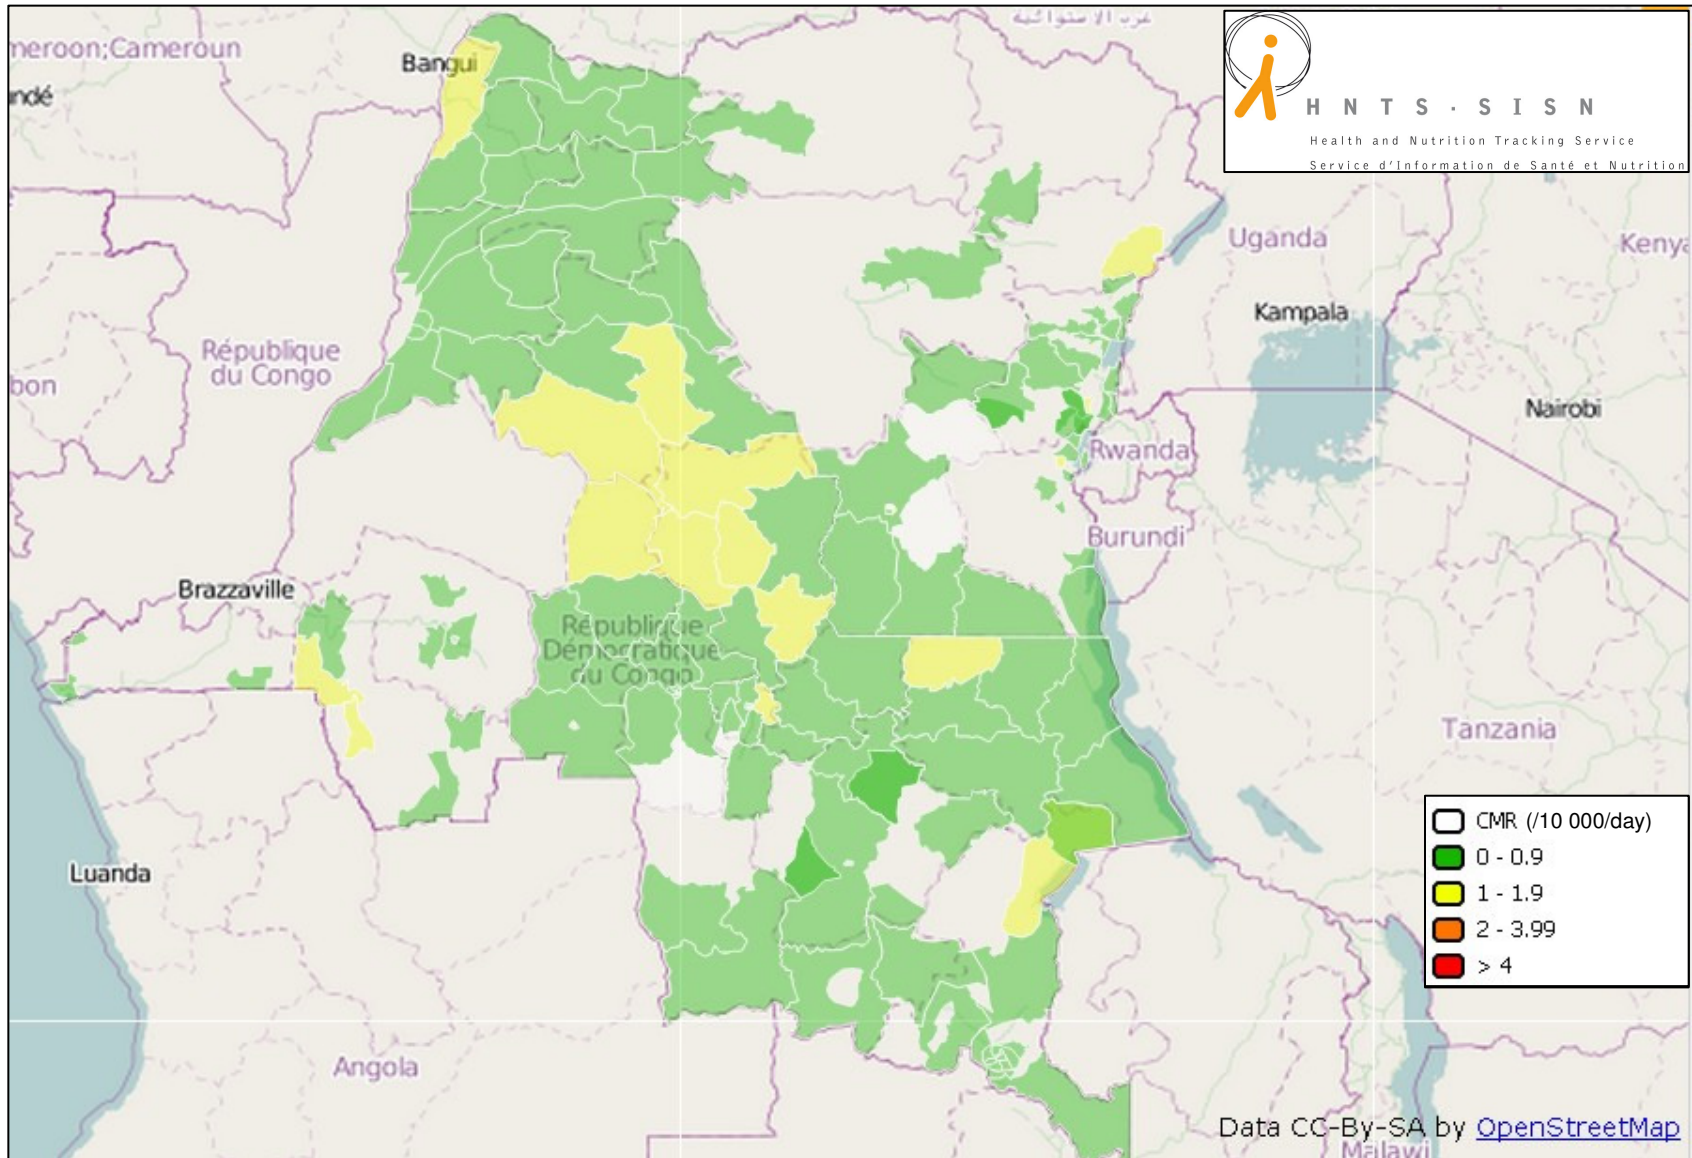 meroon;Cameroun
Bangui
ndé
H N T S · S I S N
Health and Nutrition Tracking Service
Service d'Information de Santé et Nutrition
Uganda
Kenya
Kampala
République
du Congo
bon
Nairobi
Rwanda
Burundi
Brazzaville
République
Démocratique
du Congo
Tanzania
Luanda
CMR (/10 000/day)
0 - 0.9
1 - 1.9
2 - 3.99
> 4
Angola
Data CC-By-SA by OpenStreetMap
Malawi